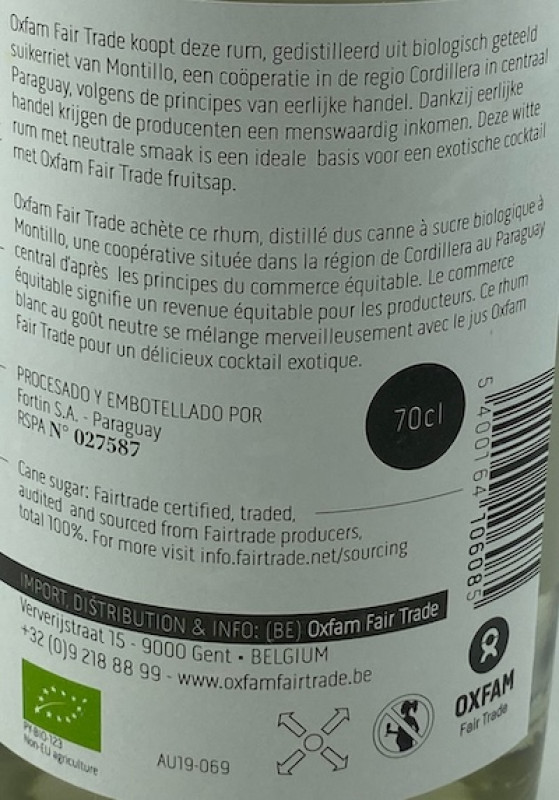 Oxfam Fair Trade koopt deze rum, gedistilleerd uit biologisch geteeld
suikerriet van Montillo, een coöperatie in de regio Cordillera in centraal
Paraguay, volgens de principes van eerlijke handel. Dankzij eerlijke
handel krijgen de producenten een menswaardig inkomen. Deze witte
rum met neutrale smaak is een ideale basis voor een exotische cocktail
met Oxfam Fair Trade fruitsap.
Oxfam Fair Trade achète ce rhum, distillé dus canne à sucre biologique à
Montillo, une coopérative située dans la région de Cordillera au Paraguay
central d'après les principes du commerce équitable. Le commerce
équitable signifie un revenue équitable pour les producteurs. Ce rhum
blanc au goût neutre se mélange merveilleusement avec le jus Oxfam
Fair Trade pour un délicieux cocktail exotique.
PROCESADO Y EMBOTELLADO POR
Fortin S.A. - Paraguay
RSPA N° 027587
70cl
Cane sugar: Fairtrade certified, traded,
audited and sourced from Fairtrade producers,
total 100%. For more visit info.fairtrade.net/sourcing
5 400164 706085
IMPORT, DISTRIBUTION & INFO: (BE) Oxfam Fair Trade
Ververijstraat 15 - 9000 Gent • BELGIUM
+32 (0)9 218 88 99 - www.oxfamfairtrade.be
PY-BIO-123
Non-EU agriculture
AU19-069
OXFAM
Fair Trade